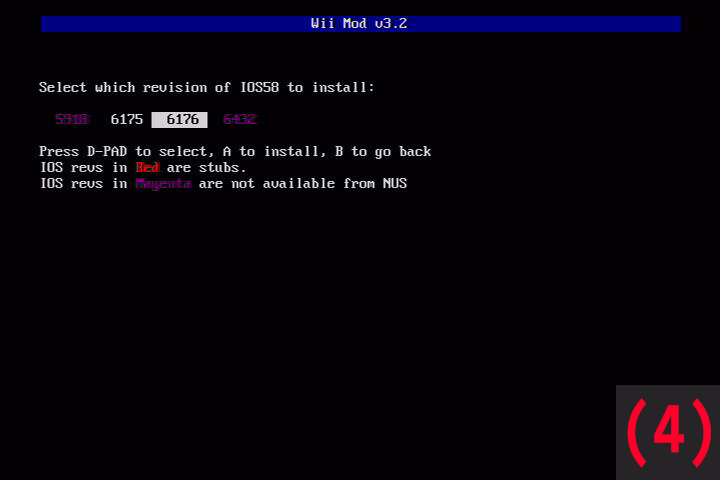 Wii Mod v3.2
Select which revision of IOS58 to install:
5918 6175 6176 6432
Press D-PAD to select, A to install, B to go back
IOS revs in Red are stubs.
IOS revs in Magenta are not available from NUS
(4)